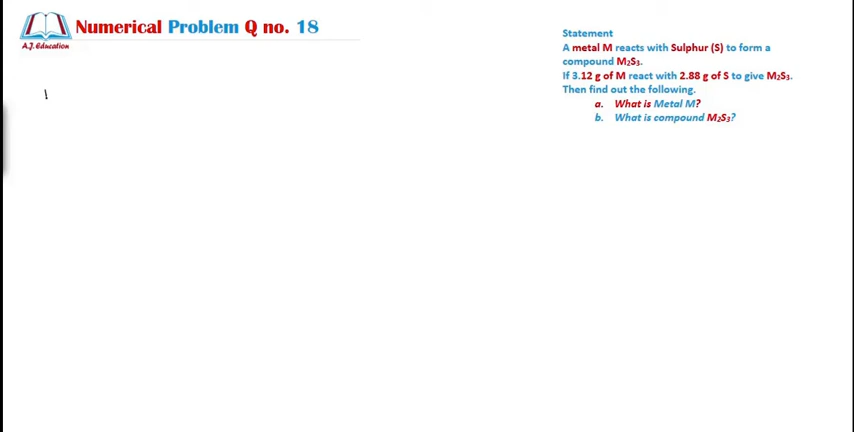 Numerical Problem Q no. 18
A.J. Education
Statement
A metal M reacts with Sulphur (S) to form a
compound M₂S₃.
If 3.12 g of M react with 2.88 g of S to give M₂S₃.
Then find out the following.
a. What is Metal M?
b. What is compound M₂S₃?